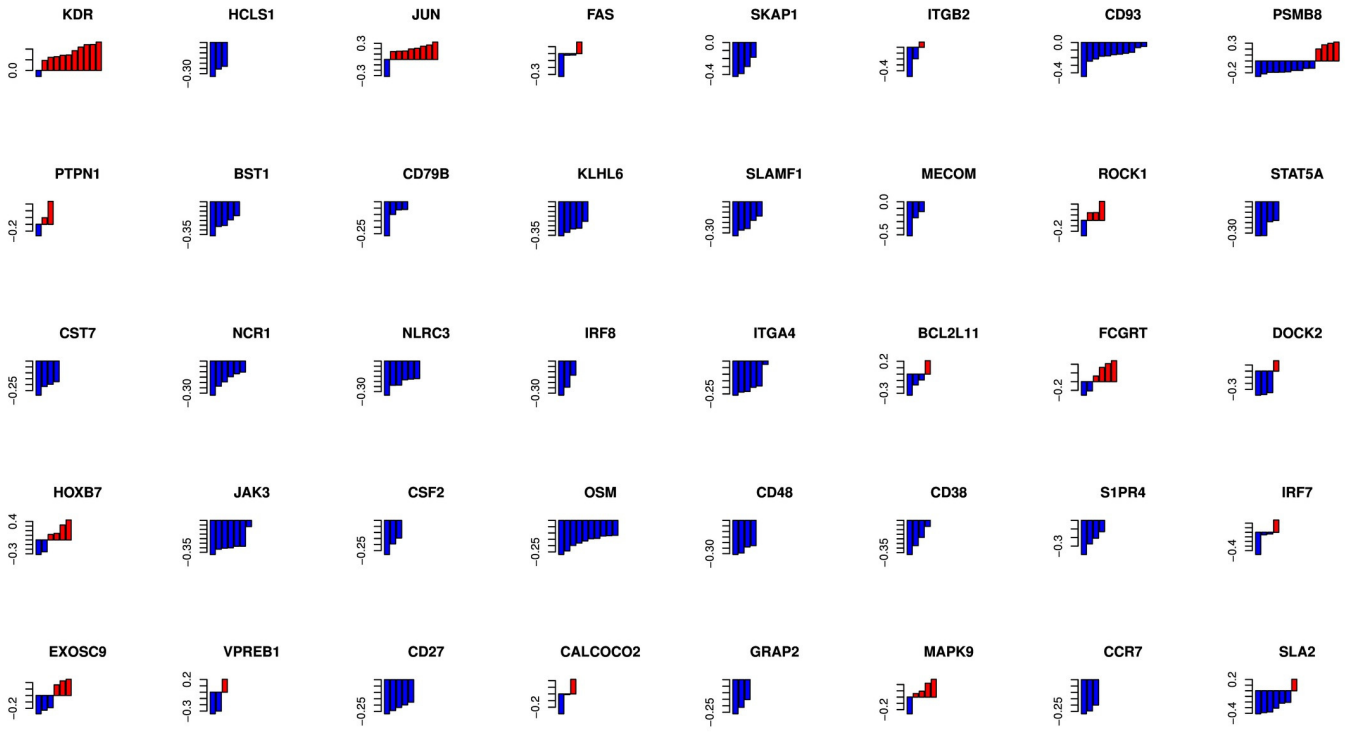 KDR HCLS1 JUN FAS SKAP1 ITGB2 CD93 PSMB8
0.0 −0.30 −0.3 0.3 −0.3 −0.4 0.0 −0.4 −0.4 0.0 −0.2 0.3
PTPN1 BST1 CD79B KLHL6 SLAMF1 MECOM ROCK1 STAT5A
−0.2 −0.35 −0.25 −0.35 −0.30 −0.5 0.0 −0.2 −0.30
CST7 NCR1 NLRC3 IRF8 ITGA4 BCL2L11 FCGRT DOCK2
−0.25 −0.30 −0.30 −0.30 −0.25 −0.3 0.2 −0.2 −0.3
HOXB7 JAK3 CSF2 OSM CD48 CD38 S1PR4 IRF7
−0.3 0.4 −0.35 −0.25 −0.25 −0.30 −0.35 −0.3 −0.4
EXOSC9 VPREB1 CD27 CALCOCO2 GRAP2 MAPK9 CCR7 SLA2
−0.2 −0.3 0.2 −0.25 −0.2 −0.25 −0.2 −0.25 −0.4 0.2